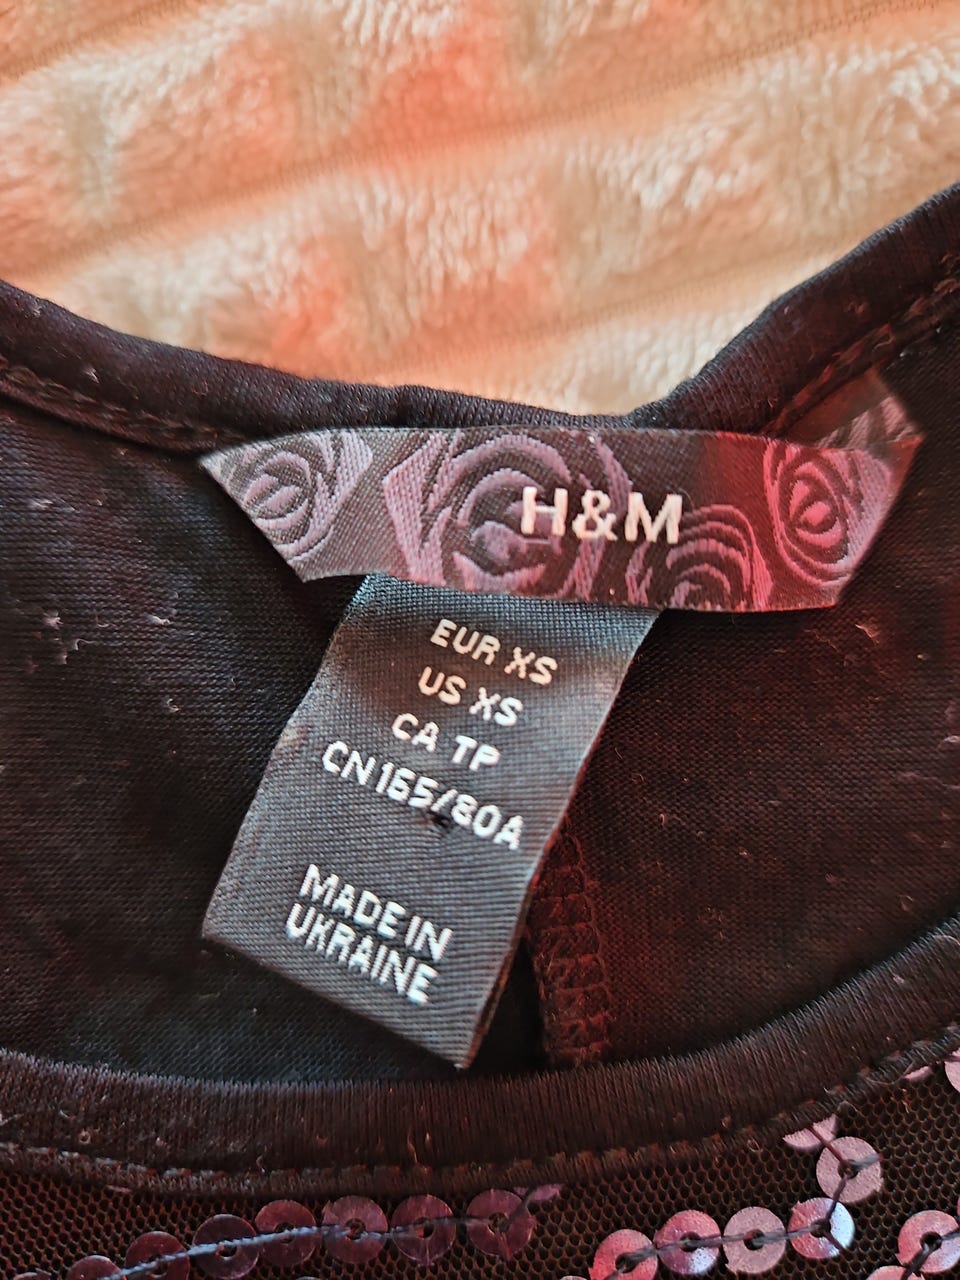 H&M
EUR XS
US XS
CA TP
CN 165/80A
MADE IN
UKRAINE